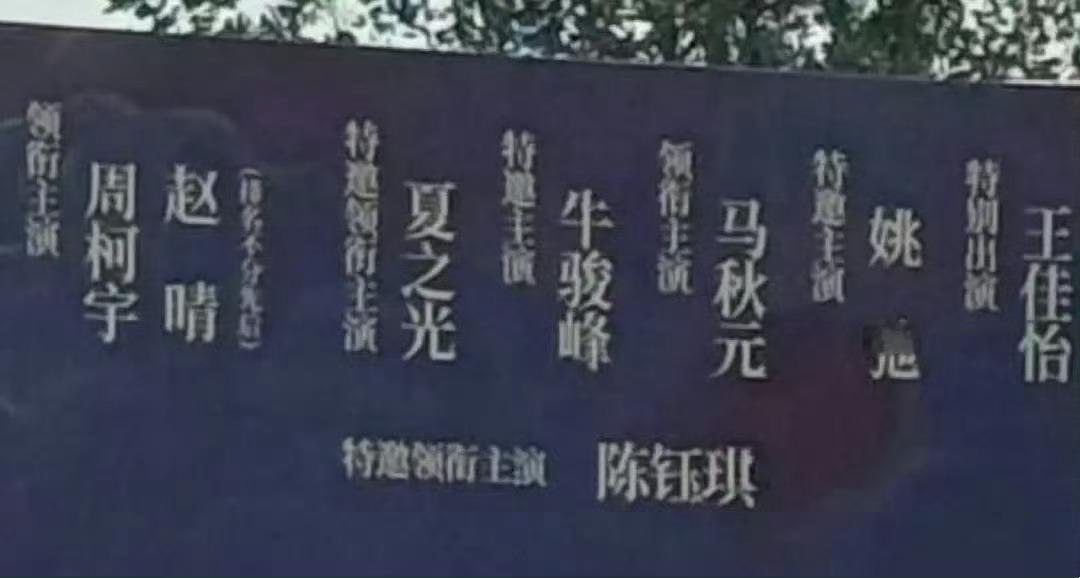 领衔主演
周柯宇
赵晴
(排名不分先后)
特邀领衔主演
夏之光
特邀主演
牛骏峰
领衔主演
马秋元
特邀主演
姚
特别出演
王佳怡
特邀领衔主演 陈钰琪